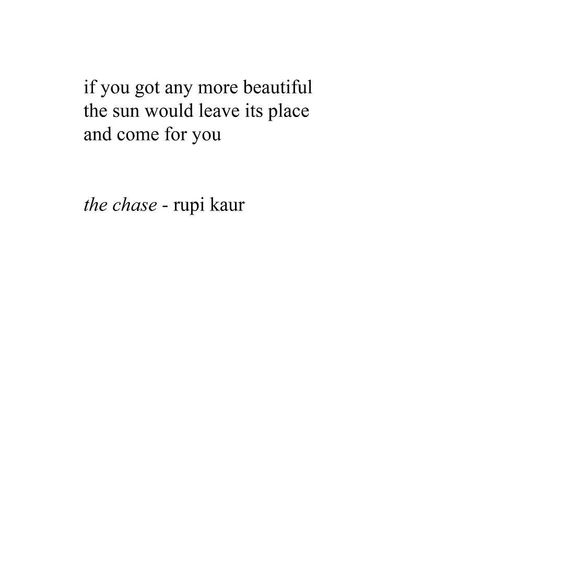 if you got any more beautiful
the sun would leave its place
and come for you
the chase - rupi kaur